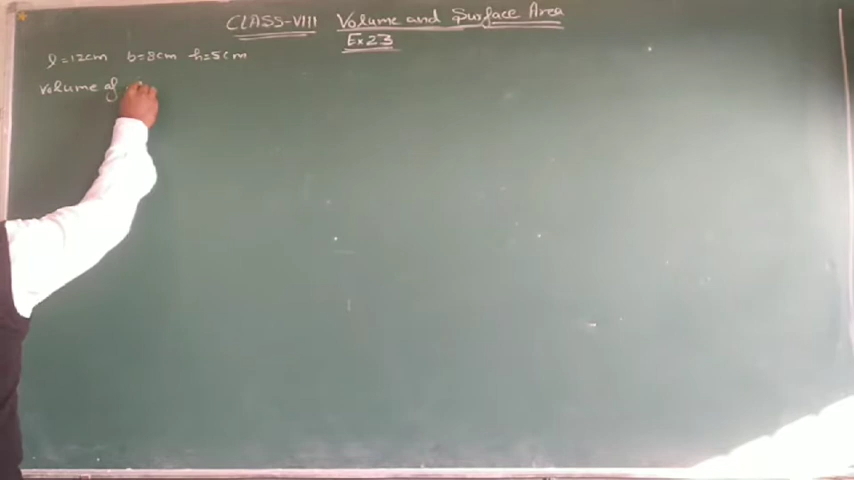 CLASS-VIII Volume and Surface Area
Ex 23
l=12cm b=8cm h=5cm
Volume of